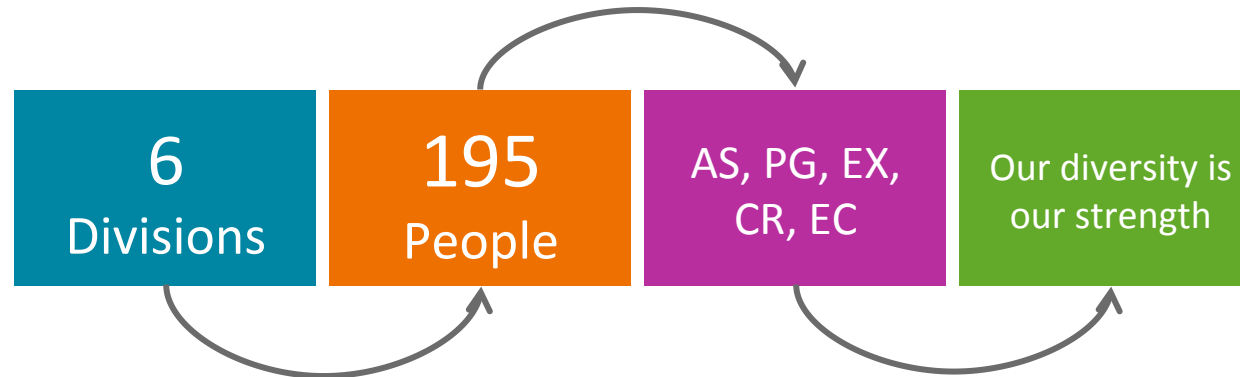 6
Divisions
195
People
AS, PG, EX,
CR, EC
Our diversity is
our strength